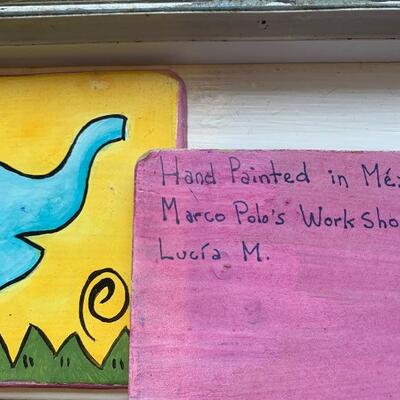 Hand Painted in Méx
Marco Polo's Worksho
Lucía M.